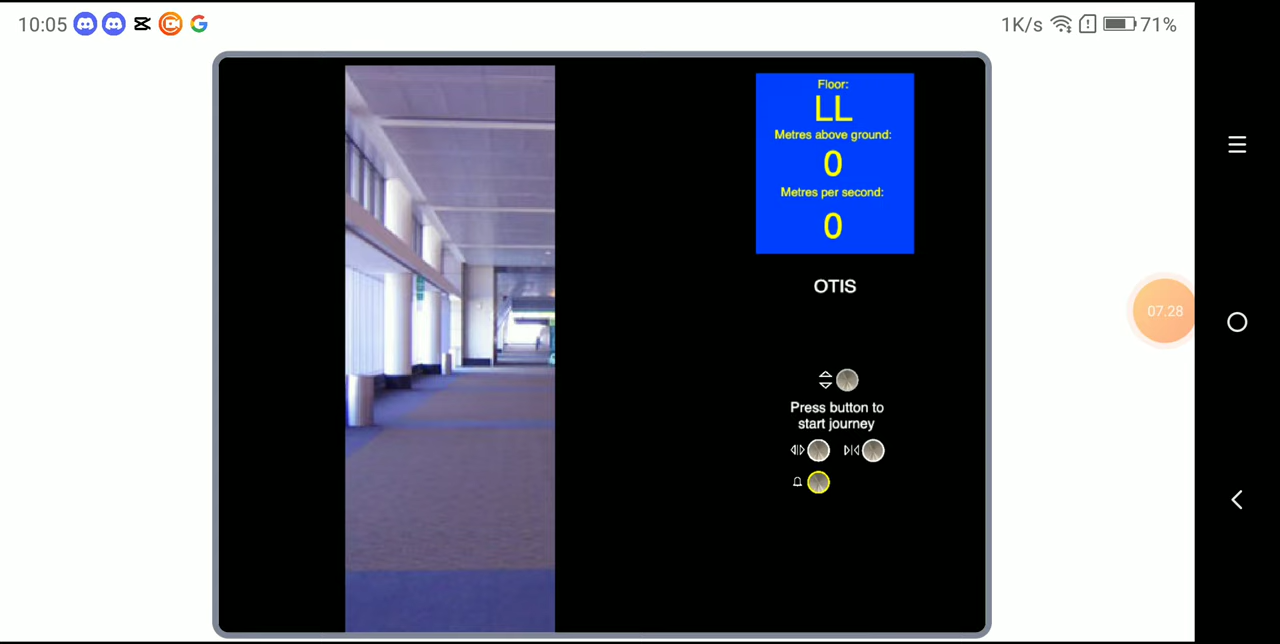 10:05
1K/s
71%
Floor:
LL
Metres above ground:
0
Metres per second:
0
OTIS
07:28
Press button to
start journey